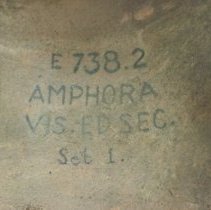 E 738.2
AMPHORA
VIS. ED SEC.
Set 1.